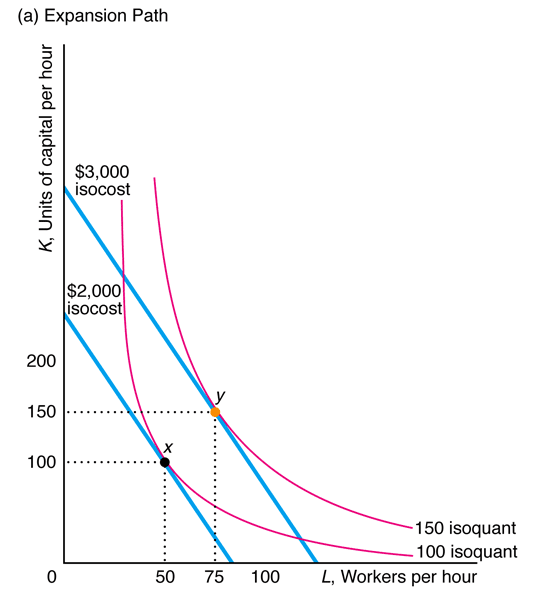 (a) Expansion Path
K, Units of capital per hour
$3,000
isocost
$2,000
isocost
200
150
100
y
x
150 isoquant
100 isoquant
0
50
75
100
L, Workers per hour